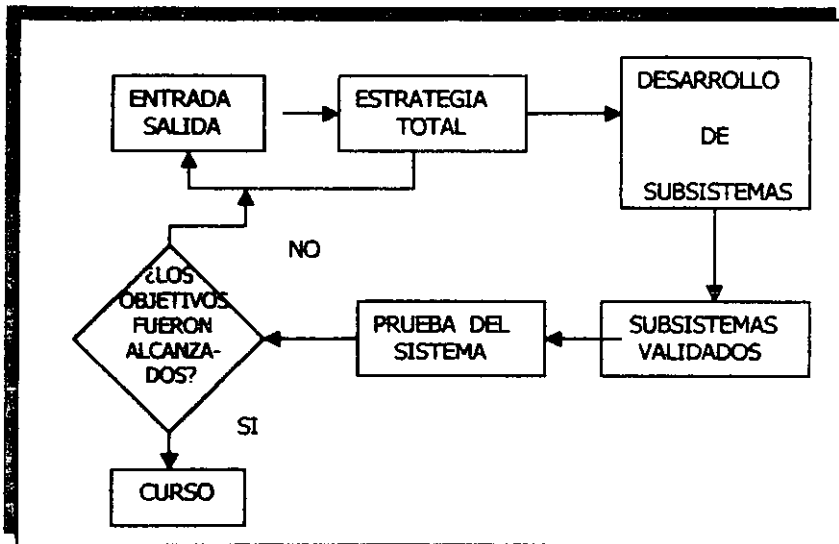 ENTRADA
SALIDA
ESTRATEGIA
TOTAL
DESARROLLO
DE
SUBSISTEMAS
NO
¿LOS
OBJETIVOS
FUERON
ALCANZA-
DOS?
PRUEBA DEL
SISTEMA
SUBSISTEMAS
VALIDADOS
SI
CURSO